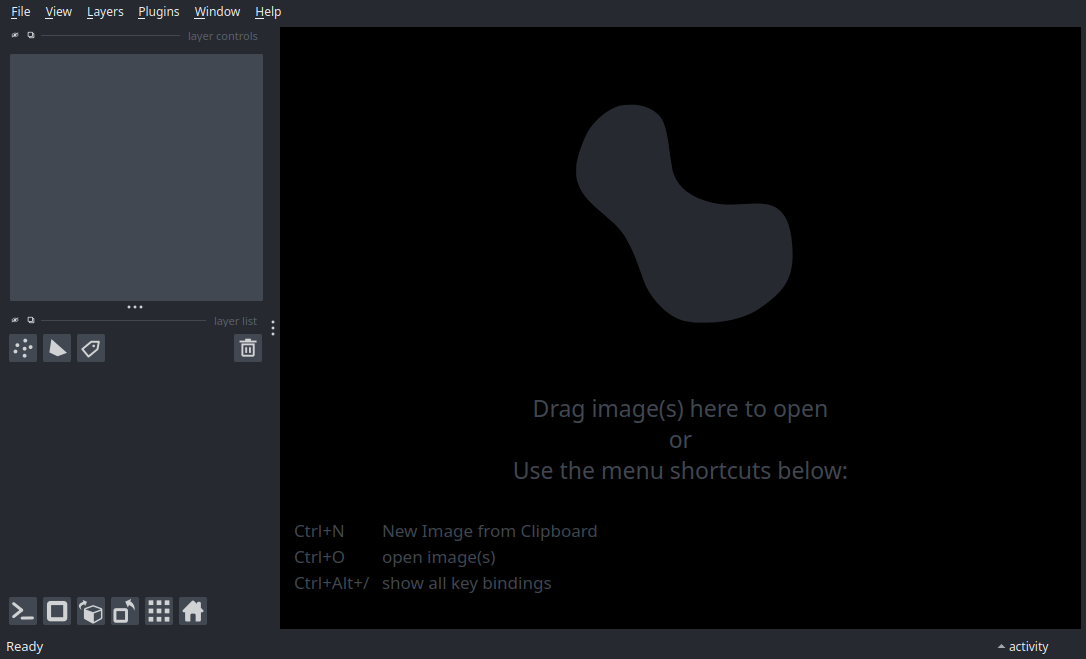 File View Layers Plugins Window Help
layer controls
layer list
Drag image(s) here to open
or
Use the menu shortcuts below:
Ctrl+N New Image from Clipboard
Ctrl+O open image(s)
Ctrl+Alt+/ show all key bindings
Ready
activity